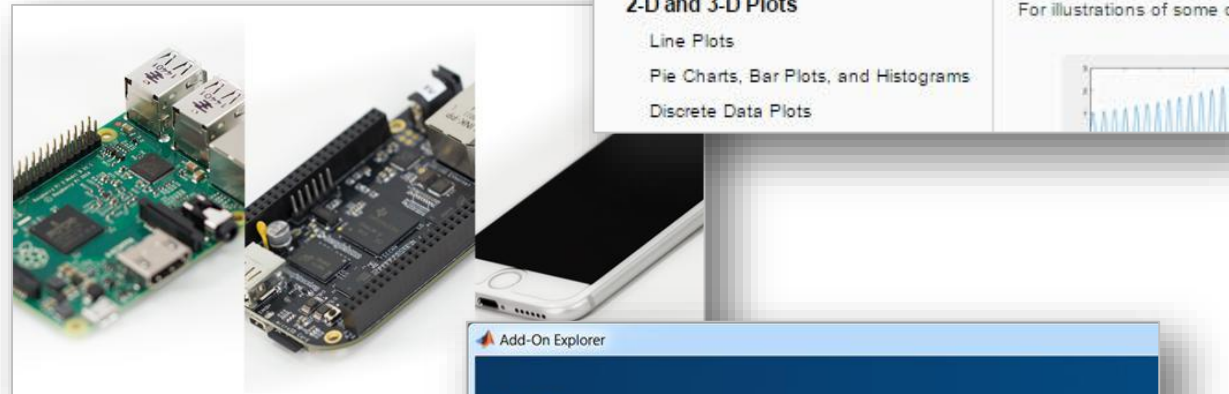 2-D and 3-D Plots
Line Plots
Pie Charts, Bar Plots, and Histograms
Discrete Data Plots
For illustrations of some
Add-On Explorer